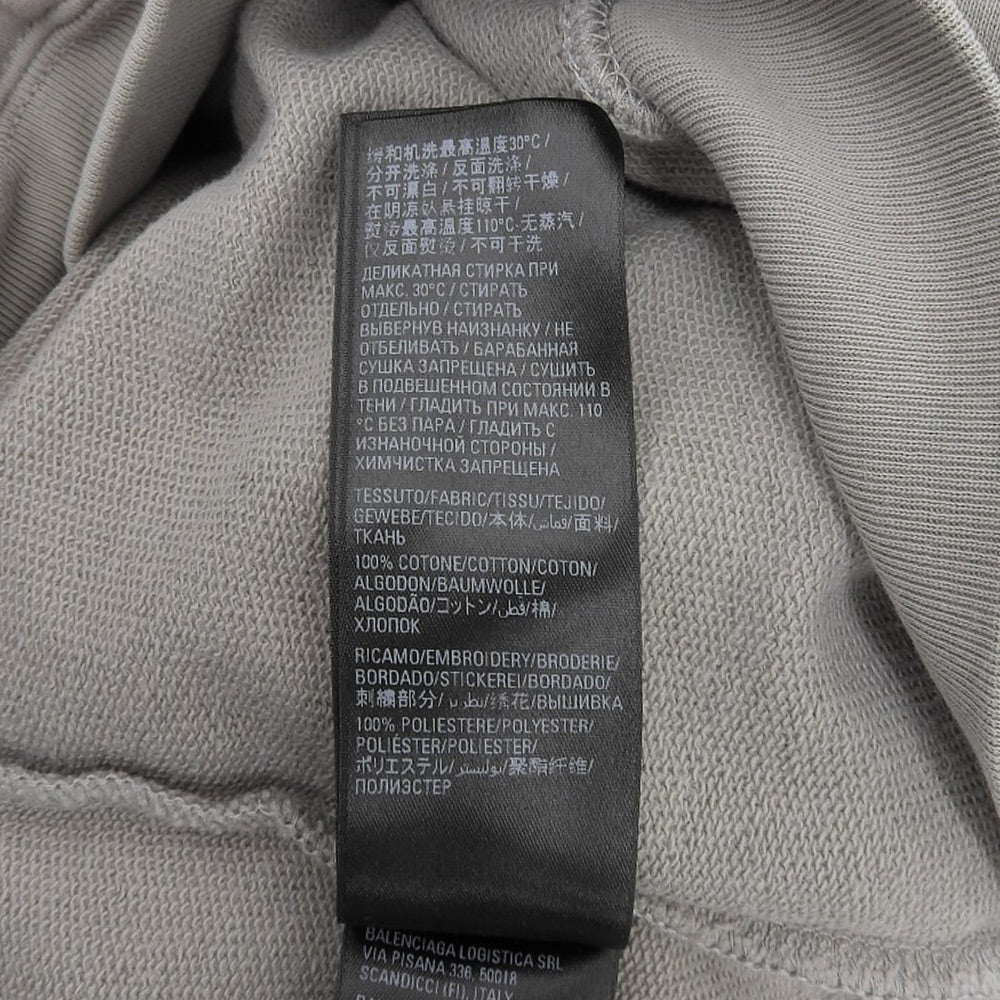 缓和机洗最高温度30°C /
分开洗涤 / 反面洗涤 /
不可漂白 / 不可翻转干燥 /
在阴凉处悬挂晾干 /
熨烫最高温度110°C-无蒸汽 /
仅反面熨烫 / 不可干洗
ДЕЛИКАТНАЯ СТИРКА ПРИ
МАКС. 30°C / СТИРАТЬ
ОТДЕЛЬНО / СТИРАТЬ
ВЫВЕРНУВ НАИЗНАНКУ / НЕ
ОТБЕЛИВАТЬ / БАРАБАННАЯ
СУШКА ЗАПРЕЩЕНА / СУШИТЬ
В ПОДВЕШЕННОМ СОСТОЯНИИ В
ТЕНИ / ГЛАДИТЬ ПРИ МАКС. 110
°C БЕЗ ПАРА / ГЛАДИТЬ С
ИЗНАНОЧНОЙ СТОРОНЫ /
ХИМЧИСТКА ЗАПРЕЩЕНА
TESSUTO/FABRIC/TISSU/TEJIDO/
GEWEBE/TECIDO/本体/قماش/面料/
ТКАНЬ
100% COTONE/COTTON/COTON/
ALGODON/BAUMWOLLE/
ALGODÃO/コットン/قطن/棉/
ХЛОПОК
RICAMO/EMBROIDERY/BRODERIE/
BORDADO/STICKEREI/BORDADO/
刺繍部分/تطريز/绣花/ВЫШИВКА
100% POLIESTERE/POLYESTER/
POLIÉSTER/POLIESTER/
ポリエステル/بوليستر/聚酯纤维/
ПОЛИЭСТЕР
BALENCIAGA LOGISTICA SRL
VIA PISANA 336, 50018
SCANDICCI (FI), ITALY